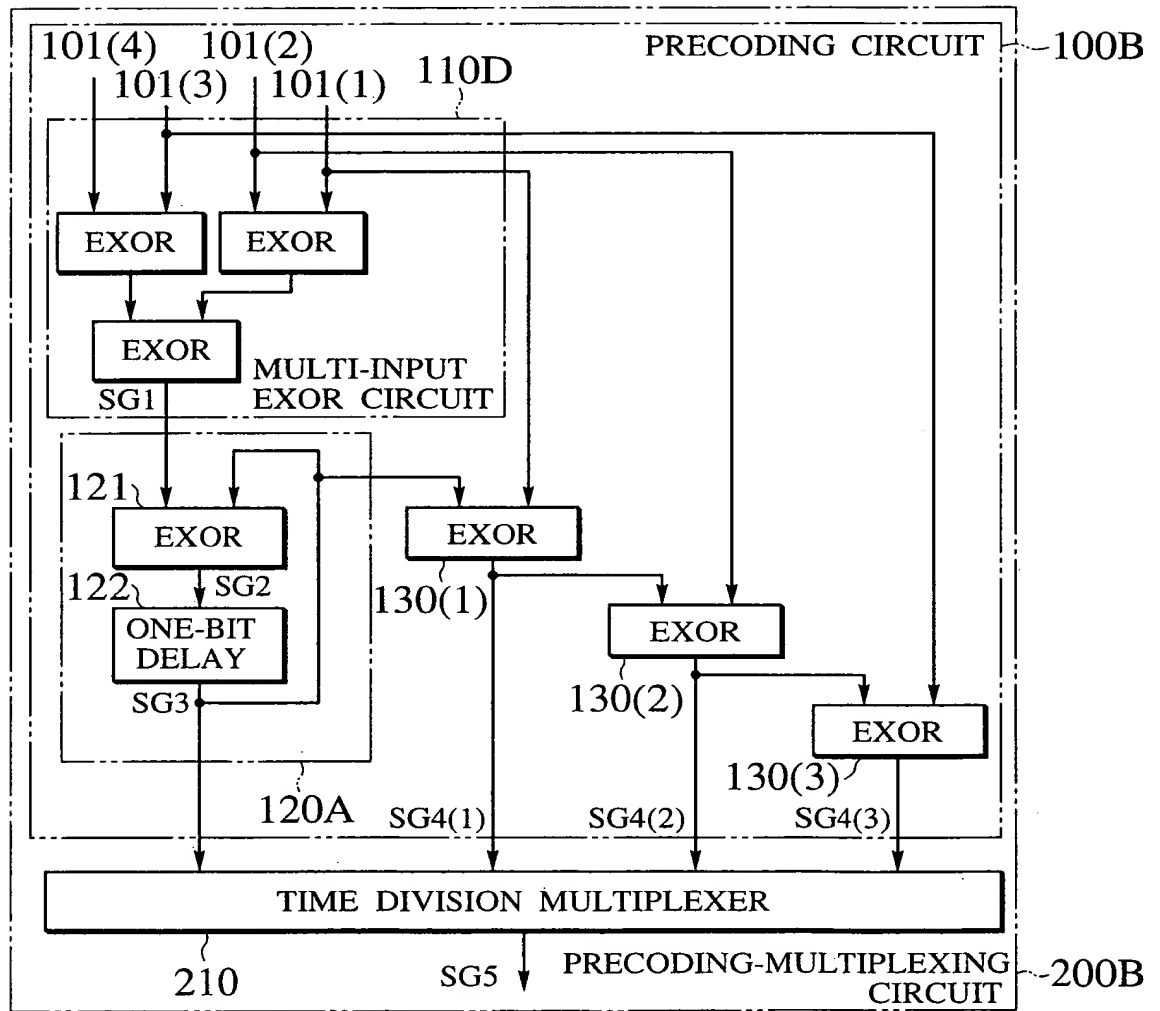 101(4)
101(2)
PRECODING CIRCUIT
100B
101(3)
101(1)
110D
EXOR
EXOR
EXOR
MULTI-INPUT
EXOR CIRCUIT
SG1
121
EXOR
EXOR
SG2
122
130(1)
ONE-BIT
DELAY
EXOR
SG3
130(2)
EXOR
130(3)
120A
SG4(1)
SG4(2)
SG4(3)
TIME DIVISION MULTIPLEXER
210
SG5
PRECODING-MULTIPLEXING
CIRCUIT
200B